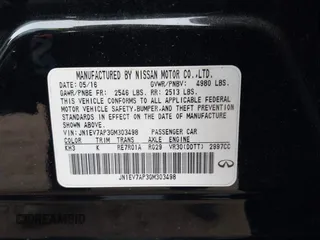 MANUFACTURED BY NISSAN MOTOR CO.,LTD.
DATE: 05/16 GVWR/PNBV: 4980 LBS.
GAWR/PNBE FR: 2546 LBS. RR: 2513 LBS.
THIS VEHICLE CONFORMS TO ALL APPLICABLE FEDERAL
MOTOR VEHICLE SAFETY, BUMPER, AND THEFT PREVENTION
STANDARDS IN EFFECT ON THE DATE OF
MANUFACTURE SHOWN ABOVE.
VIN: JN1EV7AP3GM303498 PASSENGER CAR
COLOR TRIM TRANS AXLE ENGINE
KH3 K RE7R01A RG29 VR30(DDTT) 2997CC
JN1EV7AP3GM303498